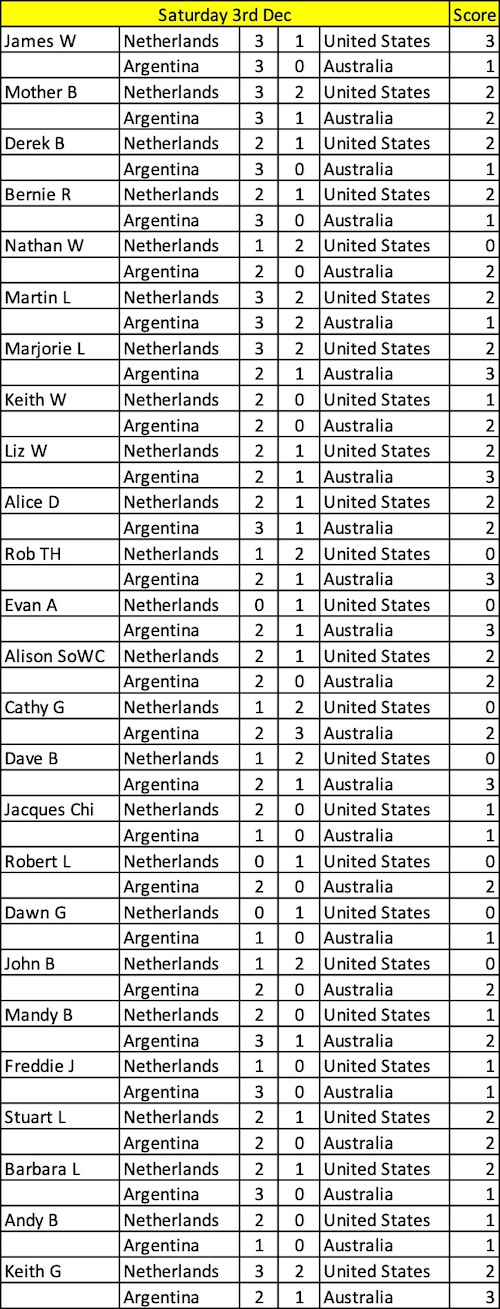 Saturday 3rd Dec Score
James W Netherlands 3 1 United States 3
Argentina 3 0 Australia 1
Mother B Netherlands 3 2 United States 2
Argentina 3 1 Australia 2
Derek B Netherlands 2 1 United States 2
Argentina 3 0 Australia 1
Bernie R Netherlands 2 1 United States 2
Argentina 3 0 Australia 1
Nathan W Netherlands 1 2 United States 0
Argentina 2 0 Australia 2
Martin L Netherlands 3 2 United States 2
Argentina 3 2 Australia 1
Marjorie L Netherlands 3 2 United States 2
Argentina 2 1 Australia 3
Keith W Netherlands 2 0 United States 1
Argentina 2 0 Australia 2
Liz W Netherlands 2 1 United States 2
Argentina 2 1 Australia 3
Alice D Netherlands 2 1 United States 2
Argentina 3 1 Australia 2
Rob TH Netherlands 1 2 United States 0
Argentina 2 1 Australia 3
Evan A Netherlands 0 1 United States 0
Argentina 2 1 Australia 3
Alison SoWC Netherlands 2 1 United States 2
Argentina 2 0 Australia 2
Cathy G Netherlands 1 2 United States 0
Argentina 2 3 Australia 2
Dave B Netherlands 1 2 United States 0
Argentina 2 1 Australia 3
Jacques Chi Netherlands 2 0 United States 1
Argentina 1 0 Australia 1
Robert L Netherlands 0 1 United States 0
Argentina 2 0 Australia 2
Dawn G Netherlands 0 1 United States 0
Argentina 1 0 Australia 1
John B Netherlands 1 2 United States 0
Argentina 2 0 Australia 2
Mandy B Netherlands 2 0 United States 1
Argentina 3 1 Australia 2
Freddie J Netherlands 1 0 United States 1
Argentina 3 0 Australia 1
Stuart L Netherlands 2 1 United States 2
Argentina 2 0 Australia 2
Barbara L Netherlands 2 1 United States 2
Argentina 3 0 Australia 1
Andy B Netherlands 2 0 United States 1
Argentina 1 0 Australia 1
Keith G Netherlands 3 2 United States 2
Argentina 2 1 Australia 3